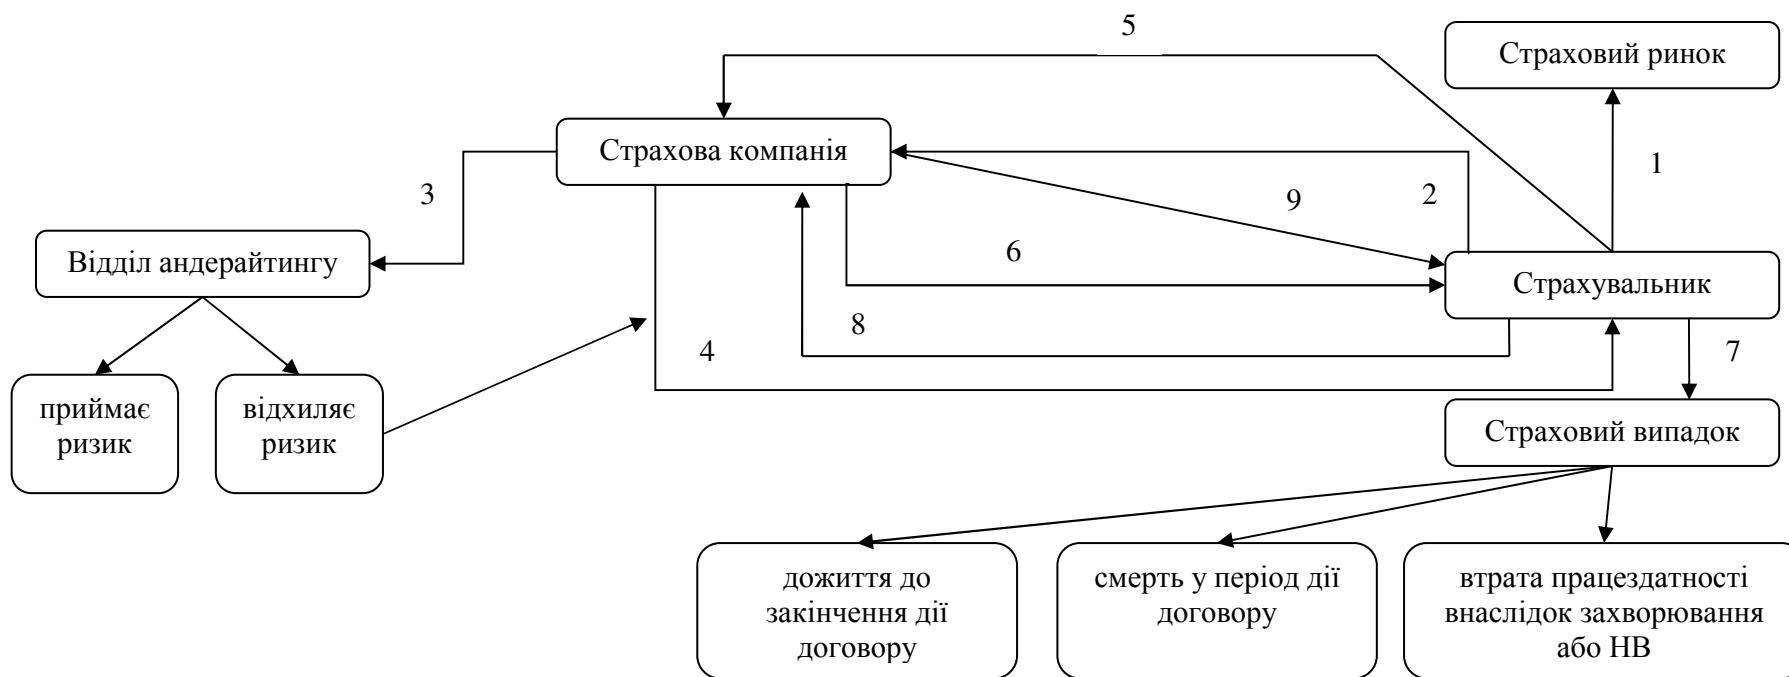 5
Страховий ринок
Страхова компанія
1
3
9
2
Відділ андерайтингу
6
Страхувальник
8
4
7
приймає
ризик
відхиляє
ризик
Страховий випадок
дожиття до
закінчення дії
договору
смерть у період дії
договору
втрата працездатності
внаслідок захворювання
або НВ